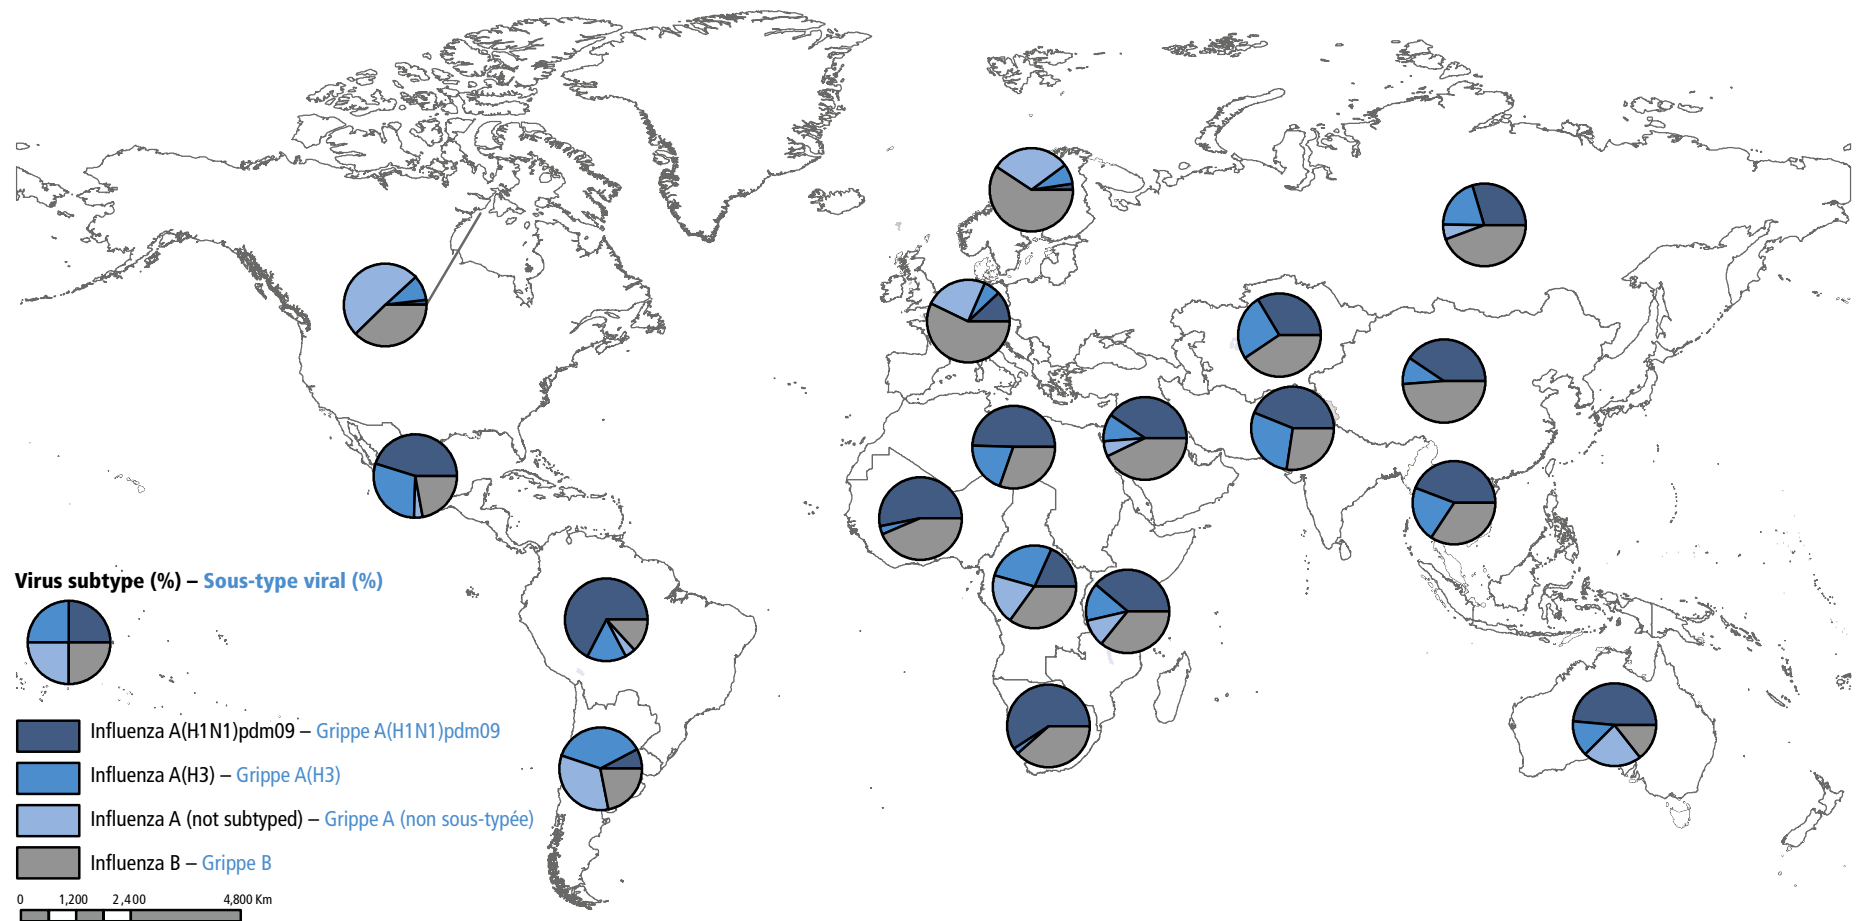 Virus subtype (%) – Sous-type viral (%)
Influenza A(H1N1)pdm09 – Grippe A(H1N1)pdm09
Influenza A(H3) – Grippe A(H3)
Influenza A (not subtyped) – Grippe A (non sous-typée)
Influenza B – Grippe B
0 1,200 2,400 4,800 Km